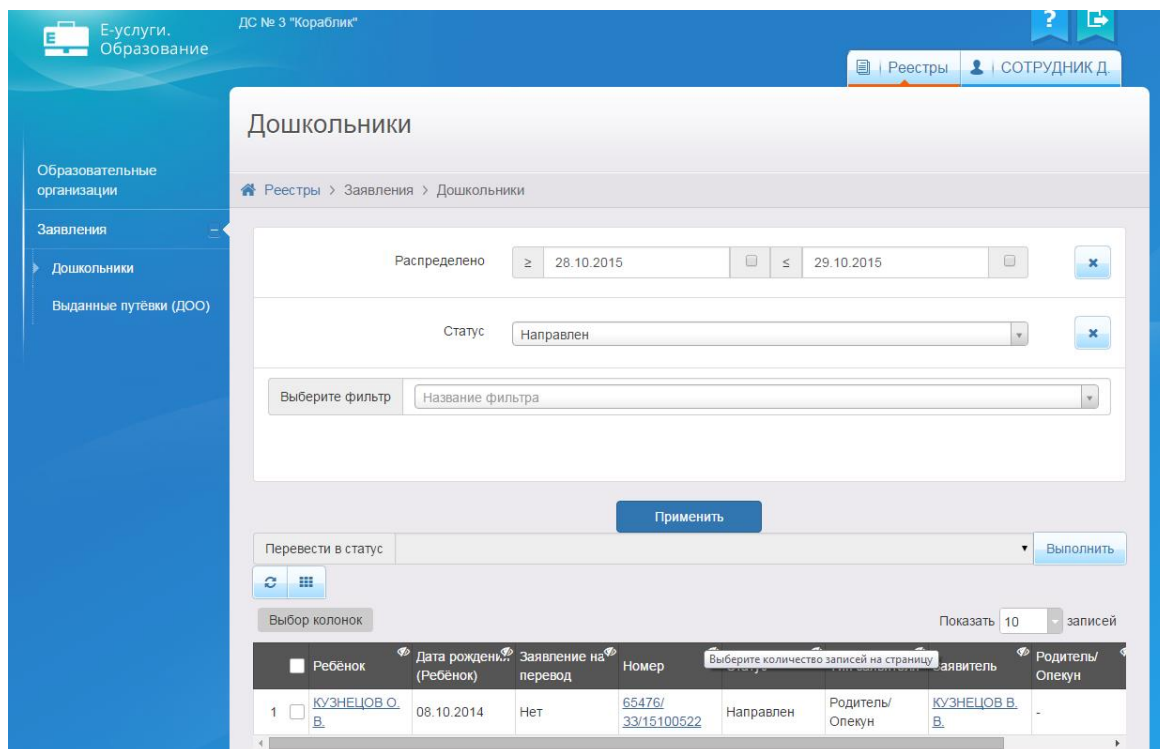 Е-услуги.
Образование
ДС № 3 "Кораблик"
?
Реестры
СОТРУДНИК Д.
Дошкольники
Образовательные
организации
Заявления
Дошкольники
Выданные путёвки (ДОО)
Реестры > Заявления > Дошкольники
Распределено ≥ 28.10.2015 ≤ 29.10.2015
Статус Направлен
Выберите фильтр Название фильтра
Применить
Перевести в статус Выполнить
Выбор колонок Показать 10 записей
Ребёнок
Дата рождени...
(Ребёнок)
Заявление на
перевод
Номер
Выберите количество записей на страницу
Родитель/
Опекун
1 КУЗНЕЦОВ О.
В.
08.10.2014
Нет
65476/
33/15100522
Направлен
Родитель/
Опекун
КУЗНЕЦОВ В.
В.
-